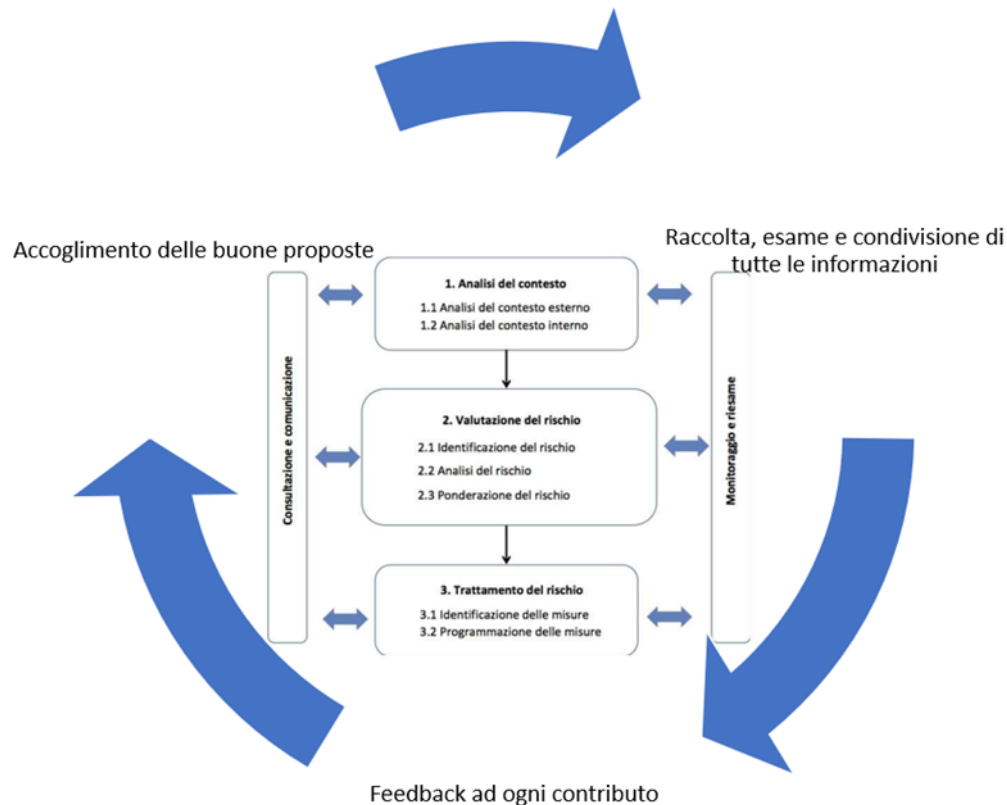 Accoglimento delle buone proposte
Raccolta, esame e condivisione di
tutte le informazioni
1. Analisi del contesto
1.1 Analisi del contesto esterno
1.2 Analisi del contesto interno
Consultazione e comunicazione
2. Valutazione del rischio
2.1 Identificazione del rischio
2.2 Analisi del rischio
2.3 Ponderazione del rischio
Monitoraggio e riesame
3. Trattamento del rischio
3.1 Identificazione delle misure
3.2 Programmazione delle misure
Feedback ad ogni contributo